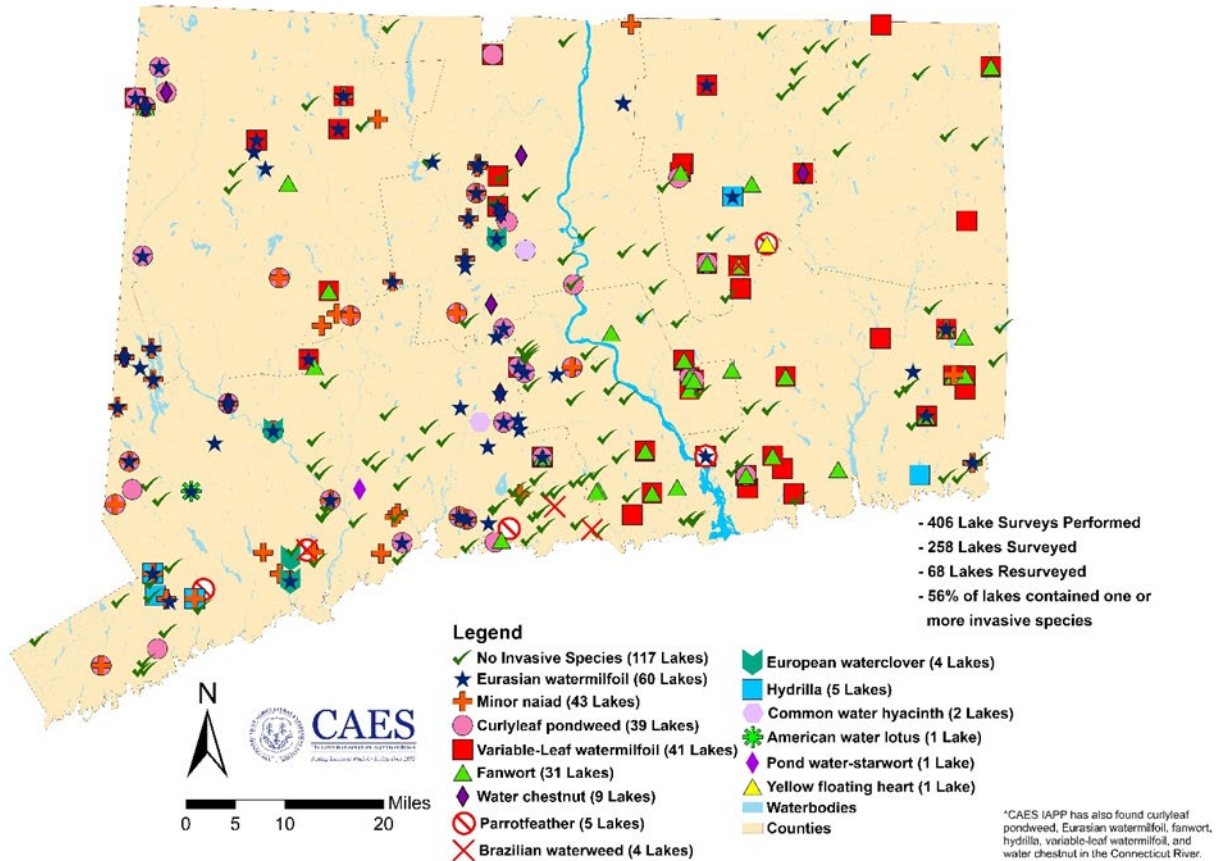 - 406 Lake Surveys Performed
- 258 Lakes Surveyed
- 68 Lakes Resurveyed
- 56% of lakes contained one or
more invasive species
Legend
No Invasive Species (117 Lakes)
Eurasian watermilfoil (60 Lakes)
Minor naiad (43 Lakes)
Curlyleaf pondweed (39 Lakes)
Variable-Leaf watermilfoil (41 Lakes)
Fanwort (31 Lakes)
Water chestnut (9 Lakes)
Parrotfeather (5 Lakes)
Brazilian waterweed (4 Lakes)
European waterclover (4 Lakes)
Hydrilla (5 Lakes)
Common water hyacinth (2 Lakes)
American water lotus (1 Lake)
Pond water-starwort (1 Lake)
Yellow floating heart (1 Lake)
Waterbodies
Counties
N
CAES
Miles
0 5 10 20
*CAES IAPP has also found curlyleaf
pondweed, Eurasian watermilfoil, fanwort,
hydrilla, variable-leaf watermilfoil, and
water chestnut in the Connecticut River.